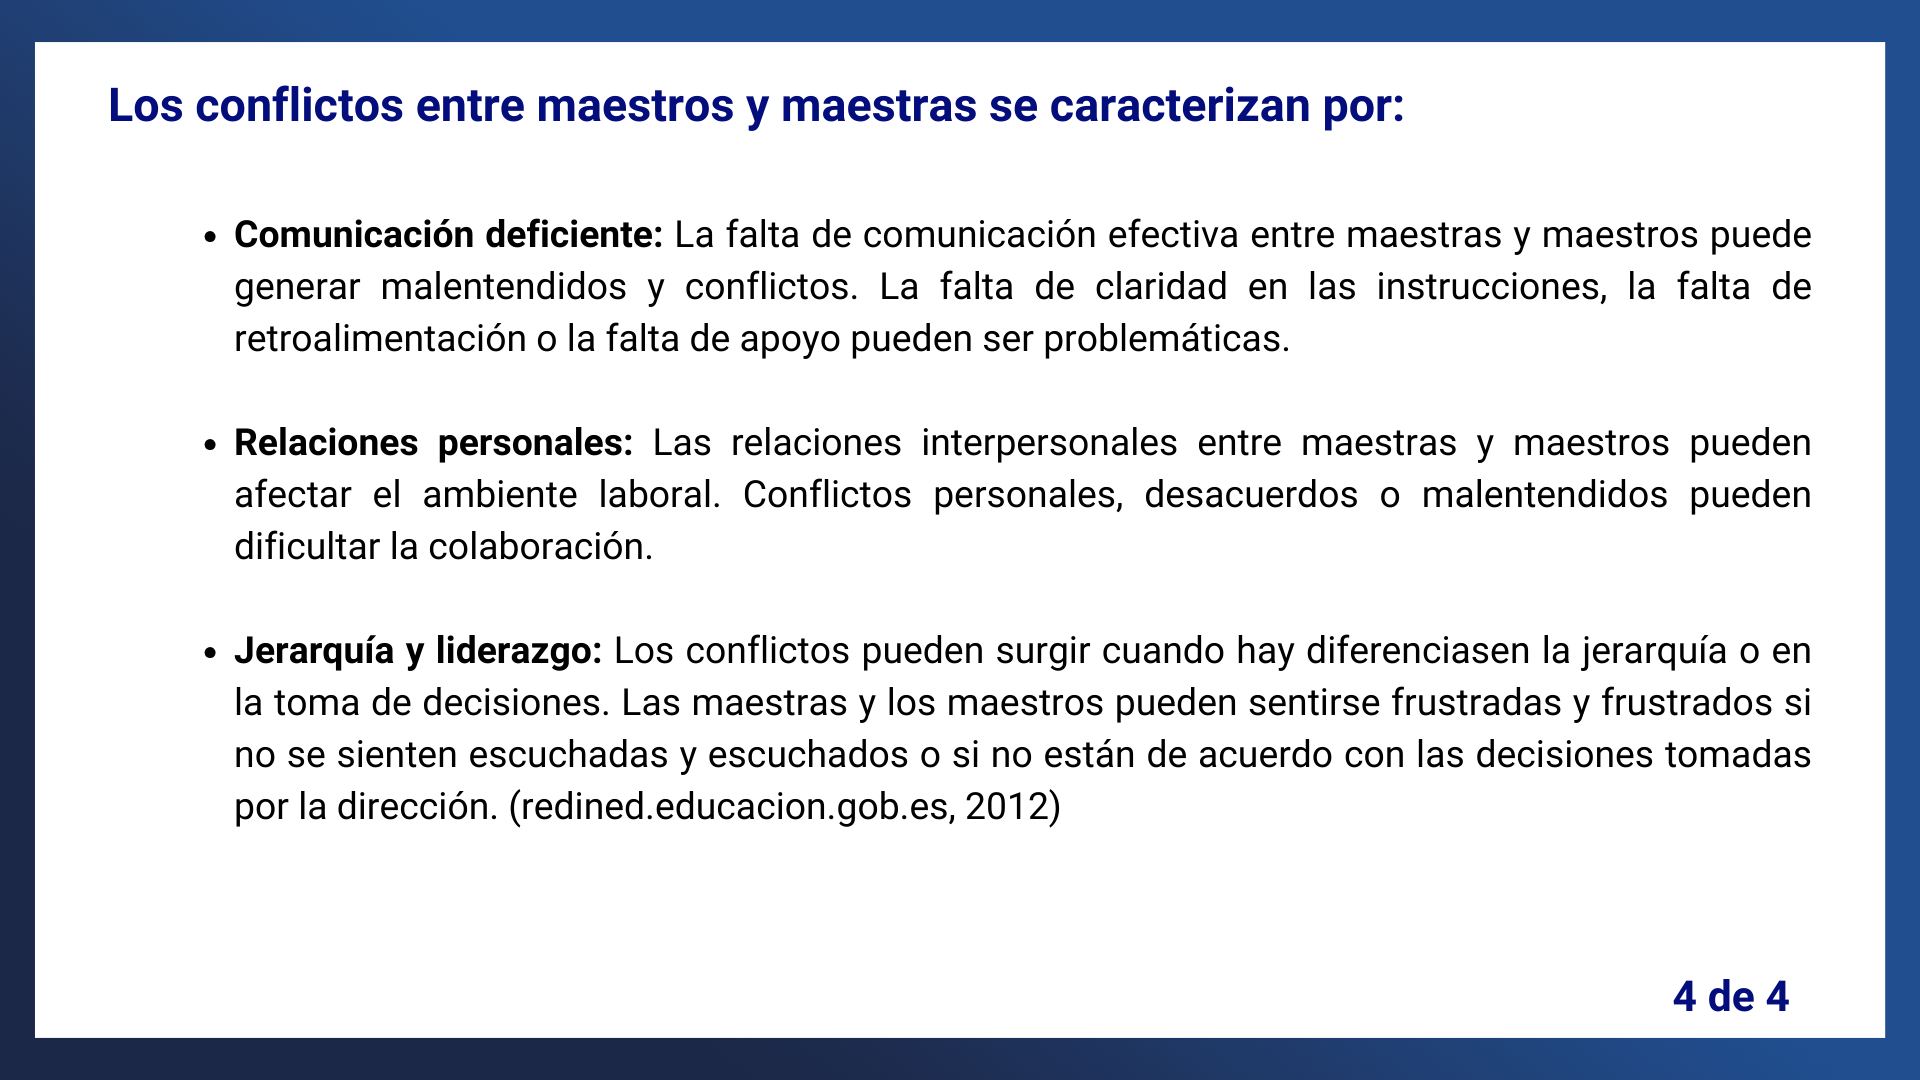 Los conflictos entre maestros y maestras se caracterizan por:
• Comunicación deficiente: La falta de comunicación efectiva entre maestras y maestros puede
generar malentendidos y conflictos. La falta de claridad en las instrucciones, la falta de
retroalimentación o la falta de apoyo pueden ser problemáticas.
• Relaciones personales: Las relaciones interpersonales entre maestras y maestros pueden
afectar el ambiente laboral. Conflictos personales, desacuerdos o malentendidos pueden
dificultar la colaboración.
• Jerarquía y liderazgo: Los conflictos pueden surgir cuando hay diferenciasen la jerarquía o en
la toma de decisiones. Las maestras y los maestros pueden sentirse frustradas y frustrados si
no se sienten escuchadas y escuchados o si no están de acuerdo con las decisiones tomadas
por la dirección. (redined.educacion.gob.es, 2012)
4 de 4